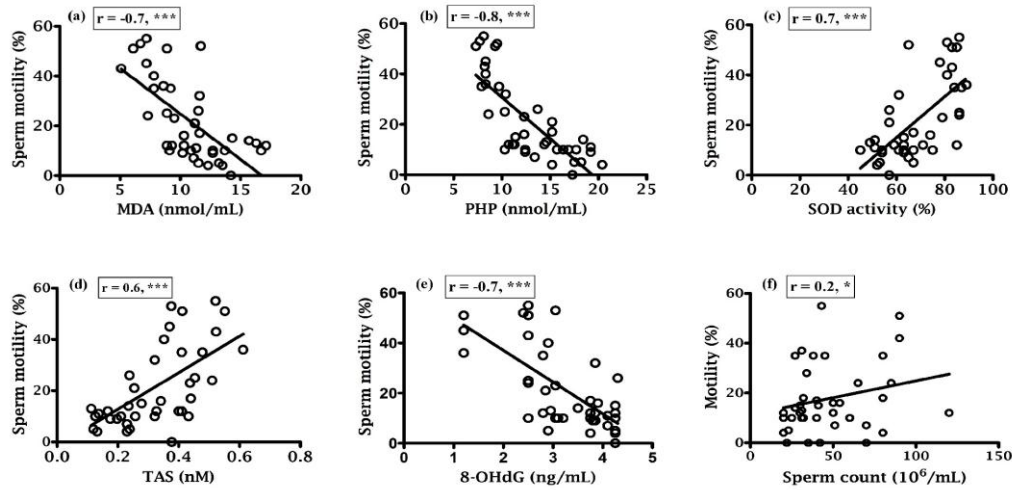 (a) r = -0.7, ***
Sperm motility (%)
60
40
20
0
0 5 10 15 20
MDA (nmol/mL)
(b) r = -0.8, ***
Sperm motility (%)
60
40
20
0
0 5 10 15 20 25
PHP (nmol/mL)
(c) r = 0.7, ***
Sperm motility (%)
60
40
20
0
20 40 60 80 100
SOD activity (%)
(d) r = 0.6, ***
Sperm motility (%)
60
40
20
0
0.0 0.2 0.4 0.6 0.8
TAS (nM)
(e) r = -0.7, ***
Sperm motility (%)
60
40
20
0
0 1 2 3 4 5
8-OHdG (ng/mL)
(f) r = 0.2, *
Motility (%)
60
40
20
0
0 50 100 150
Sperm count (10⁶/mL)